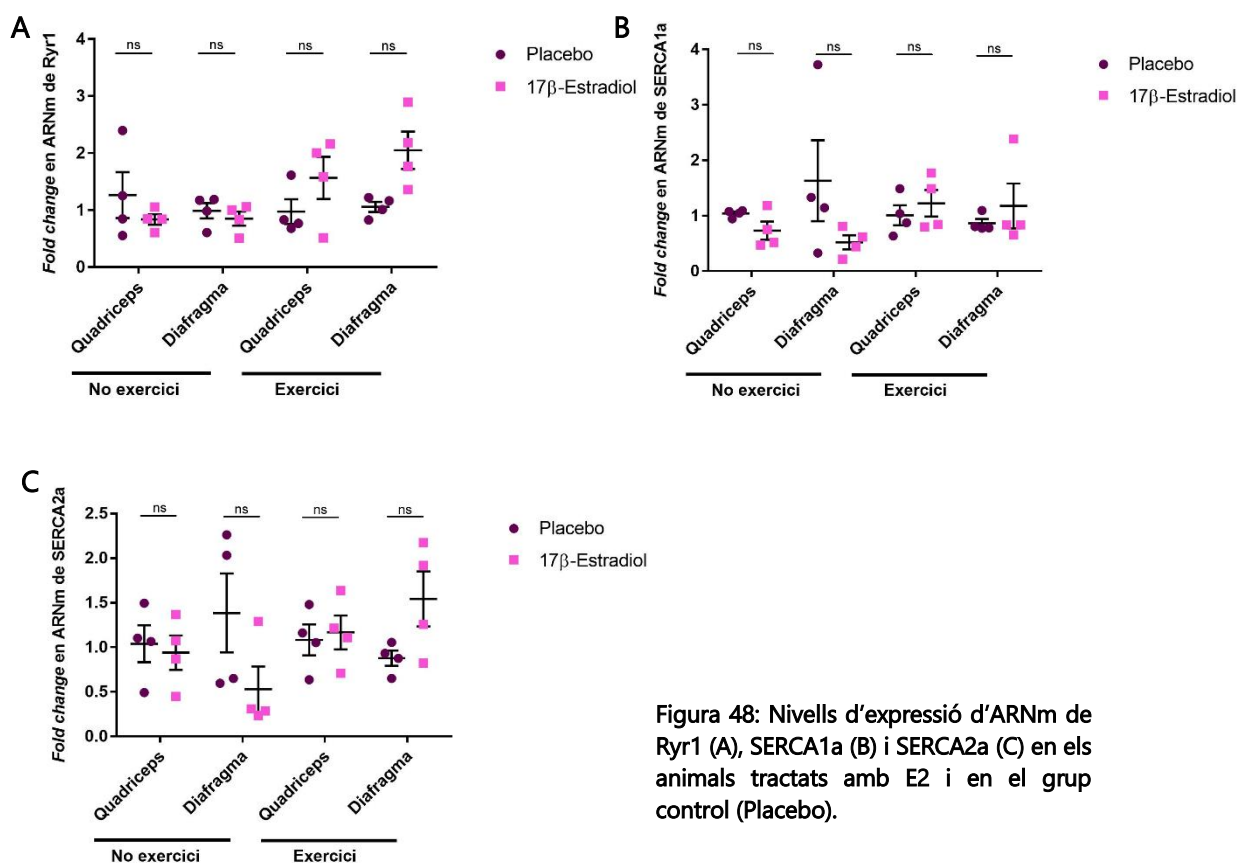 A
Fold change en ARNm de Ryr1
4
3
2
1
0
ns
ns
ns
ns
Placebo
17β-Estradiol
Quadriceps
Diafragma
Quadriceps
Diafragma
No exercici
Exercici
B
Fold change en ARNm de SERCA1a
4
3
2
1
0
ns
ns
ns
ns
Placebo
17β-Estradiol
Quadriceps
Diafragma
Quadriceps
Diafragma
No exercici
Exercici
C
Fold change en ARNm de SERCA2a
2.5
2.0
1.5
1.0
0.5
0.0
ns
ns
ns
ns
Placebo
17β-Estradiol
Quadriceps
Diafragma
Quadriceps
Diafragma
No exercici
Exercici
Figura 48: Nivells d'expressió d'ARNm de
Ryr1 (A), SERCA1a (B) i SERCA2a (C) en els
animals tractats amb E2 i en el grup
control (Placebo).